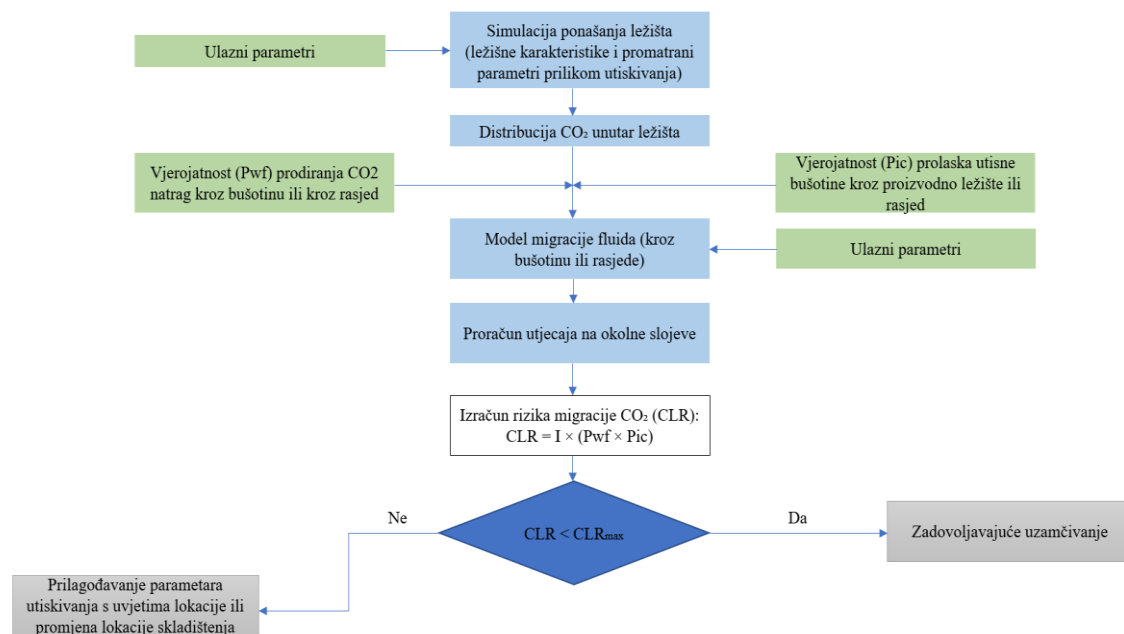 Simulacija ponašanja ležišta
(ležišne karakteristike i promatrani
parametri prilikom utiskivanja)
Ulazni parametri
Distribucija CO₂ unutar ležišta
Vjerojatnost (Pwf) prodiranja CO2
natrag kroz bušotinu ili kroz rasjed
Vjerojatnost (Pic) prolaska utisne
bušotine kroz proizvodno ležište ili
rasjed
Model migracije fluida (kroz
bušotinu ili rasjede)
Ulazni parametri
Proračun utjecaja na okolne slojeve
Izračun rizika migracije CO₂ (CLR):
CLR = I × (Pwf × Pic)
Ne
CLR < CLRmax
Da
Zadovoljavajuće uzamčivanje
Prilagođavanje parametara
utiskivanja s uvjetima lokacije ili
promjena lokacije skladištenja